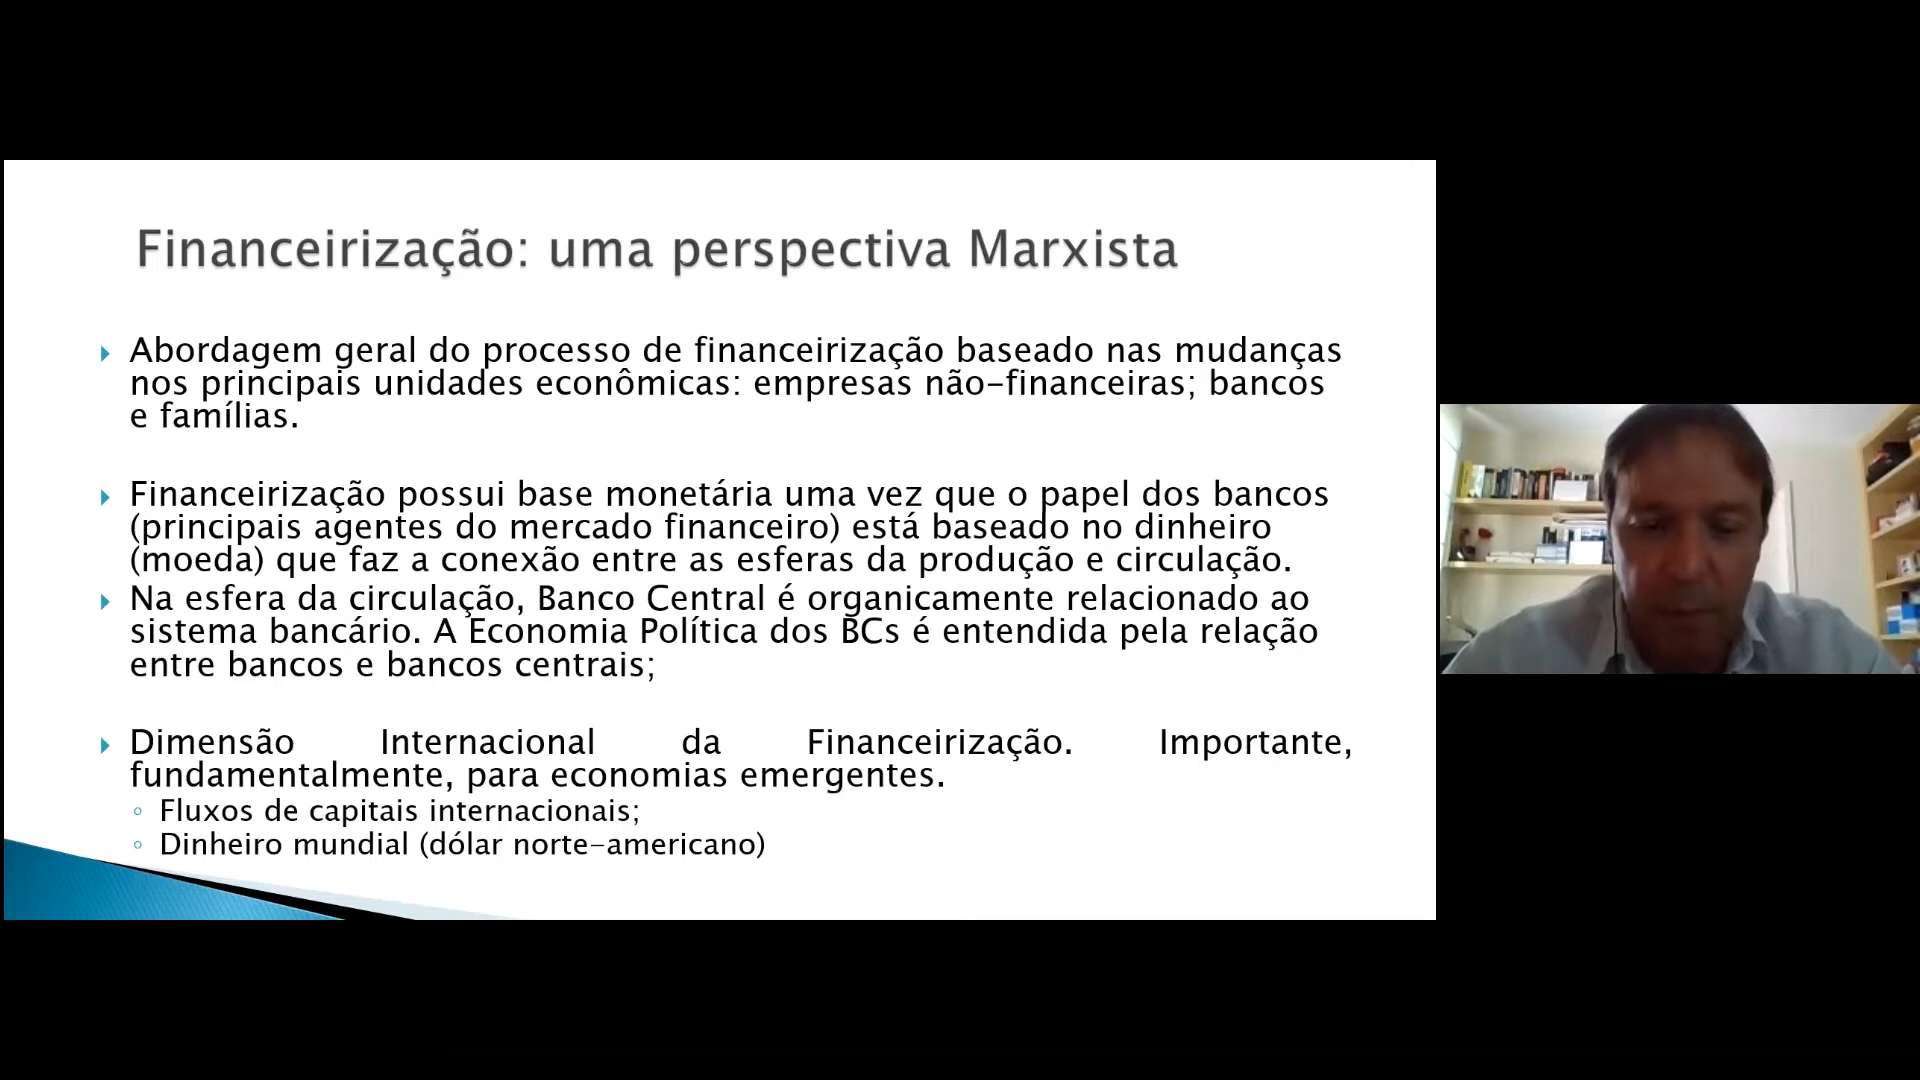 Financeirização: uma perspectiva Marxista
Abordagem geral do processo de financeirização baseado nas mudanças
nos principais unidades econômicas: empresas não-financeiras; bancos
e famílias.
Financeirização possui base monetária uma vez que o papel dos bancos
(principais agentes do mercado financeiro) está baseado no dinheiro
(moeda) que faz a conexão entre as esferas da produção e circulação.
Na esfera da circulação, Banco Central é organicamente relacionado ao
sistema bancário. A Economia Política dos BCs é entendida pela relação
entre bancos e bancos centrais;
Dimensão Internacional da Financeirização. Importante,
fundamentalmente, para economias emergentes.
Fluxos de capitais internacionais;
Dinheiro mundial (dólar norte-americano)